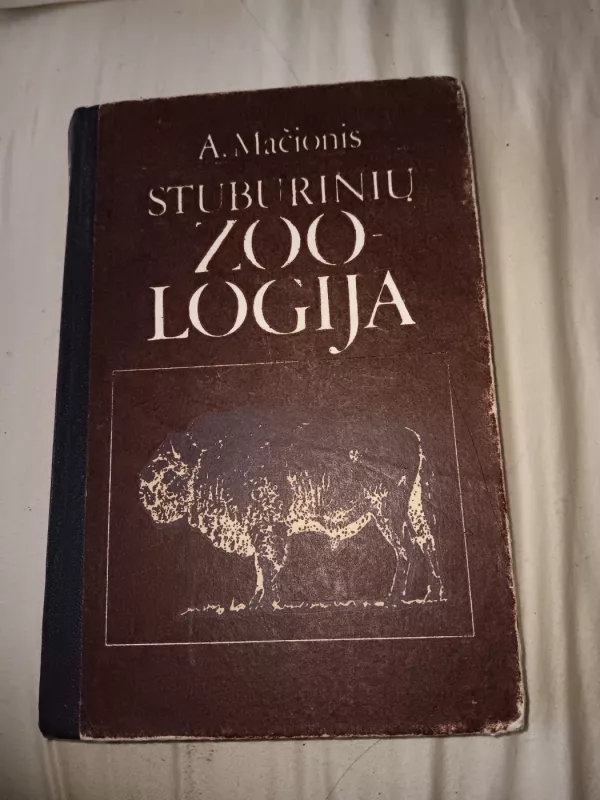 A. Mačionis
STUBURINIŲ
ZOO-
LOGIJA